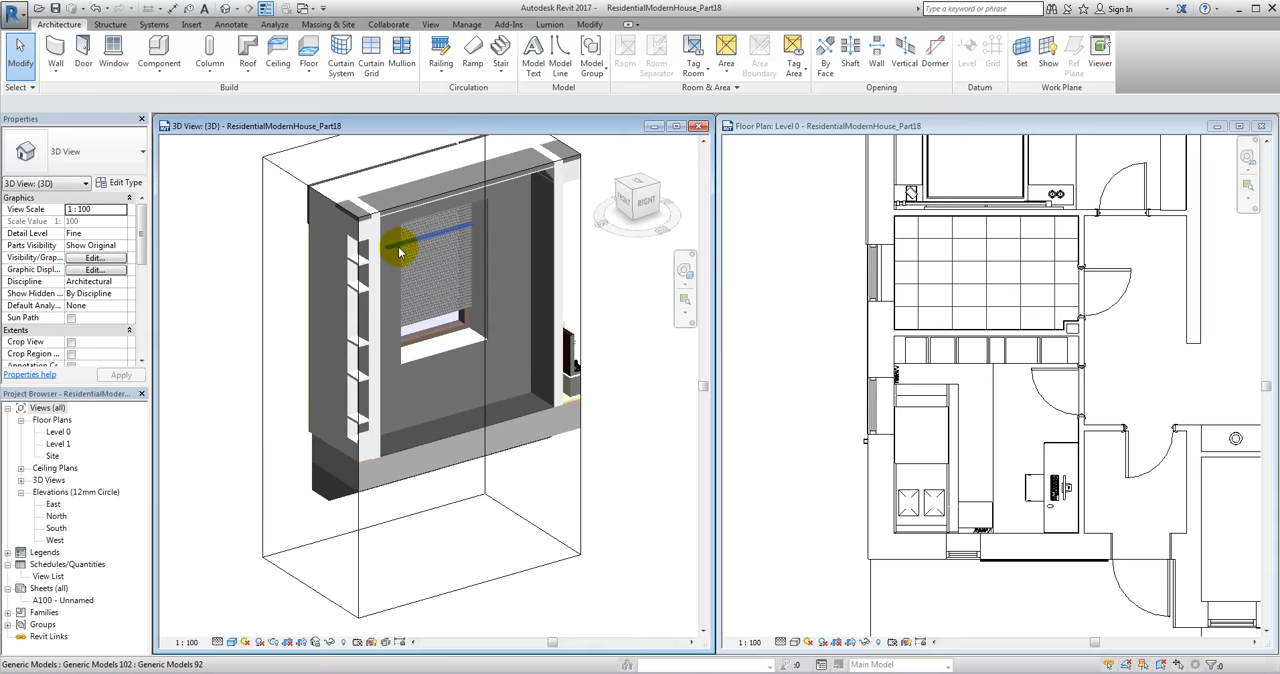 Autodesk Revit 2017 - ResidentialModernHouse_Part18
Type a keyword or phrase
Sign In
Architecture Structure Systems Insert Annotate Analyze Massing & Site Collaborate View Manage Add-Ins Lumion Modify
Modify Wall Door Window Component Column Roof Ceiling Floor Curtain System Curtain Grid Mullion Railing Ramp Stair Model Text Model Line Model Group Room Room Separator Tag Room Area Area Boundary Tag Area By Face Shaft Wall Vertical Dormer Level Grid Set Show Ref Plane Viewer
Select Build Circulation Model Room & Area Opening Datum Work Plane
Properties
3D View: {3D} - ResidentialModernHouse_Part18
Floor Plan: Level 0 - ResidentialModernHouse_Part18
3D View
3D View: {3D} Edit Type
Graphics
View Scale 1 : 100
Scale Value 1: 100
Detail Level Fine
Parts Visibility Show Original
Visibility/Grap... Edit...
Graphic Displ... Edit...
Discipline Architectural
Show Hidden ... By Discipline
Default Analy... None
Sun Path
Extents
Crop View
Crop Region ...
Properties help Apply
FRONT RIGHT
Project Browser - ResidentialModer...
Views (all)
Floor Plans
Level 0
Level 1
Site
Ceiling Plans
3D Views
Elevations (12mm Circle)
East
North
South
West
Legends
Schedules/Quantities
View List
Sheets (all)
A100 - Unnamed
Families
Groups
Revit Links
1 : 100
1 : 100
Generic Models : Generic Models 102 : Generic Models 92
:0
Main Model
:0